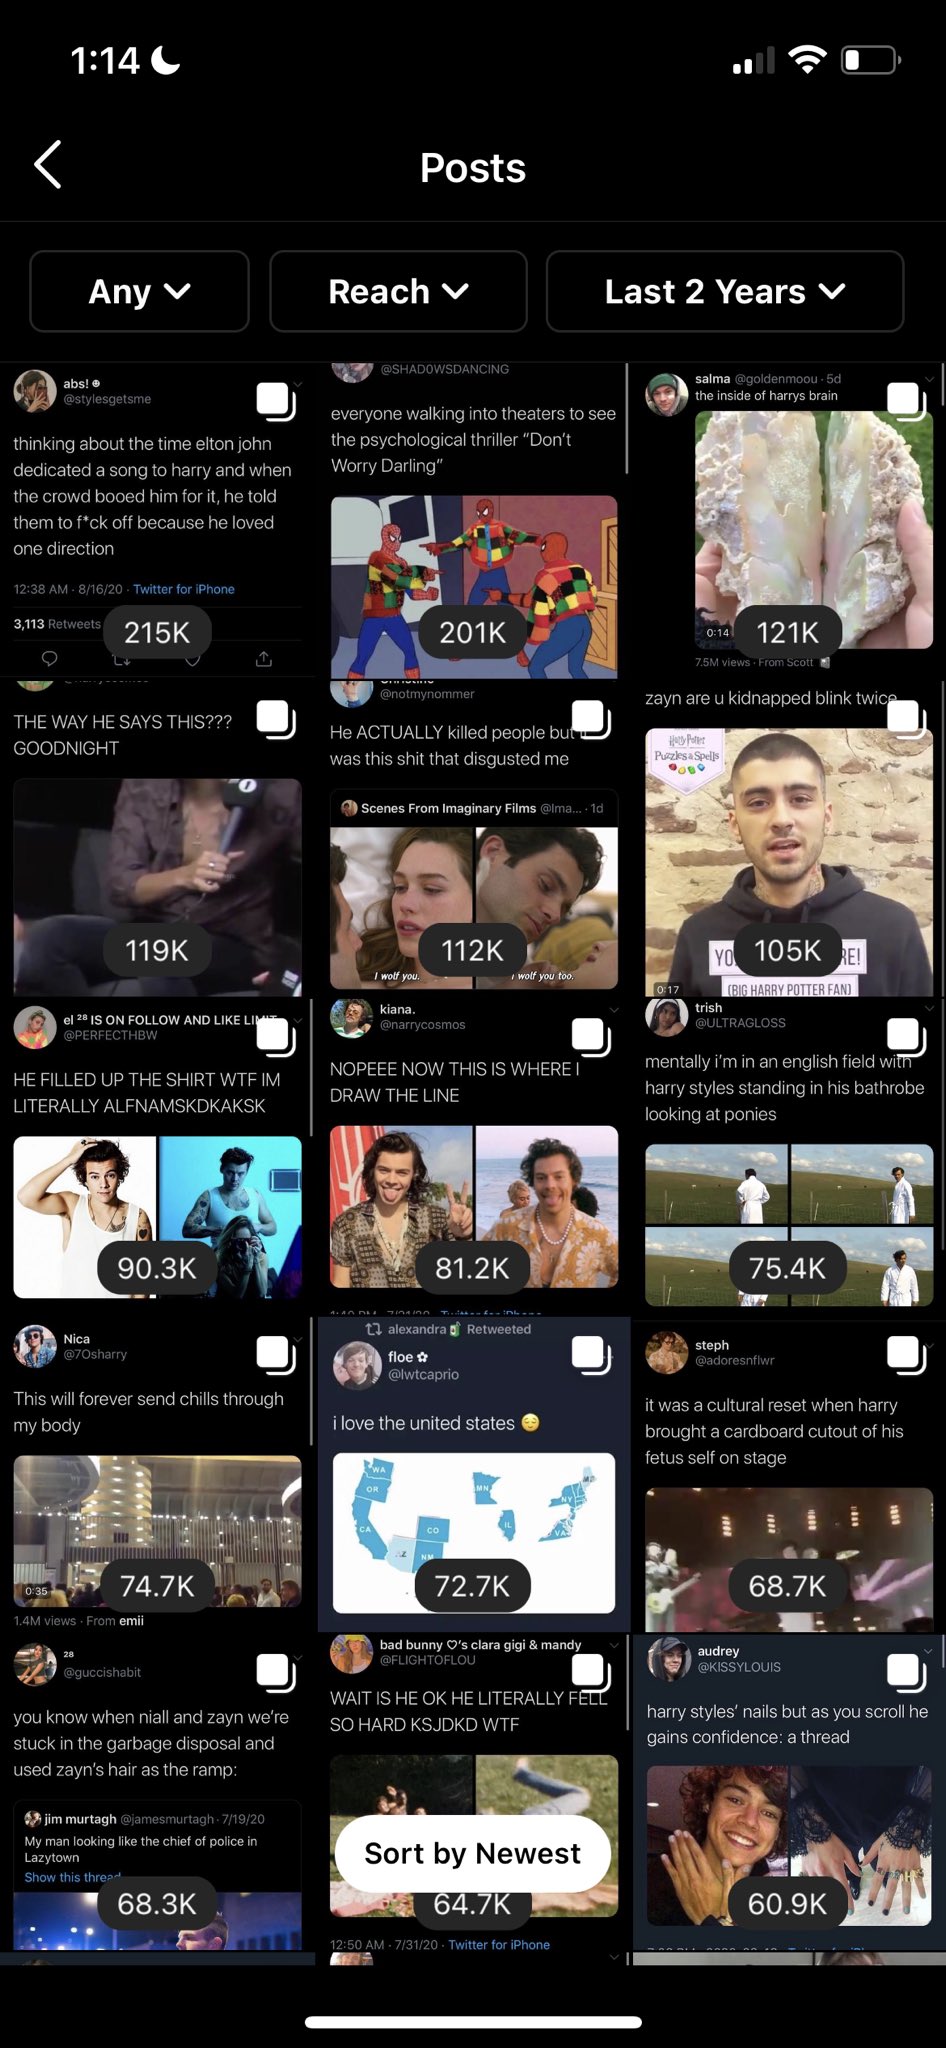 1:14
Posts
Any
Reach
Last 2 Years
abs!
@stylesgetsme
thinking about the time elton john
dedicated a song to harry and when
the crowd booed him for it, he told
them to f*ck off because he loved
one direction
12:38 AM · 8/16/20 · Twitter for iPhone
3,113 Retweets
215K
@SHAD0WSDANCING
everyone walking into theaters to see
the psychological thriller “Don’t
Worry Darling”
201K
salma @goldenmoou · 5d
the inside of harrys brain
0:14
121K
7.5M views · From Scott
THE WAY HE SAYS THIS???
GOODNIGHT
119K
@notmynommer
He ACTUALLY killed people but it
was this shit that disgusted me
Scenes From Imaginary Films @Ima... · 1d
I wolf you.
I wolf you too.
112K
zayn are u kidnapped blink twice
Harry Potter
Puzzles & Spells
105K
YO
RE!
(BIG HARRY POTTER FAN)
0:17
el ²⁸ IS ON FOLLOW AND LIKE LIMIT
@PERFECTHBW
HE FILLED UP THE SHIRT WTF IM
LITERALLY ALFNAMSKDKAKSK
90.3K
kiana.
@narrycosmos
NOPEEE NOW THIS IS WHERE I
DRAW THE LINE
81.2K
1:40 PM · 7/31/20 · Twitter for iPhone
trish
@ULTRAGLOSS
mentally i’m in an english field with
harry styles standing in his bathrobe
looking at ponies
75.4K
Nica
@7Osharry
This will forever send chills through
my body
0:35
74.7K
1.4M views · From emii
alexandra Retweeted
floe
@lwtcaprio
i love the united states 😌
WA
OR
CA
AZ
CO
NM
MN
IL
NY
VA
ME
72.7K
steph
@adoresnflwr
it was a cultural reset when harry
brought a cardboard cutout of his
fetus self on stage
68.7K
²⁸
@guccishabit
you know when niall and zayn we’re
stuck in the garbage disposal and
used zayn’s hair as the ramp:
jim murtagh @jamesmurtagh · 7/19/20
My man looking like the chief of police in
Lazytown
Show this thread
68.3K
bad bunny ♡’s clara gigi & mandy
@FLIGHTOFLOU
WAIT IS HE OK HE LITERALLY FELL
SO HARD KSJDKD WTF
Sort by Newest
64.7K
12:50 AM · 7/31/20 · Twitter for iPhone
audrey
@KISSYLOUIS
harry styles’ nails but as you scroll he
gains confidence: a thread
60.9K